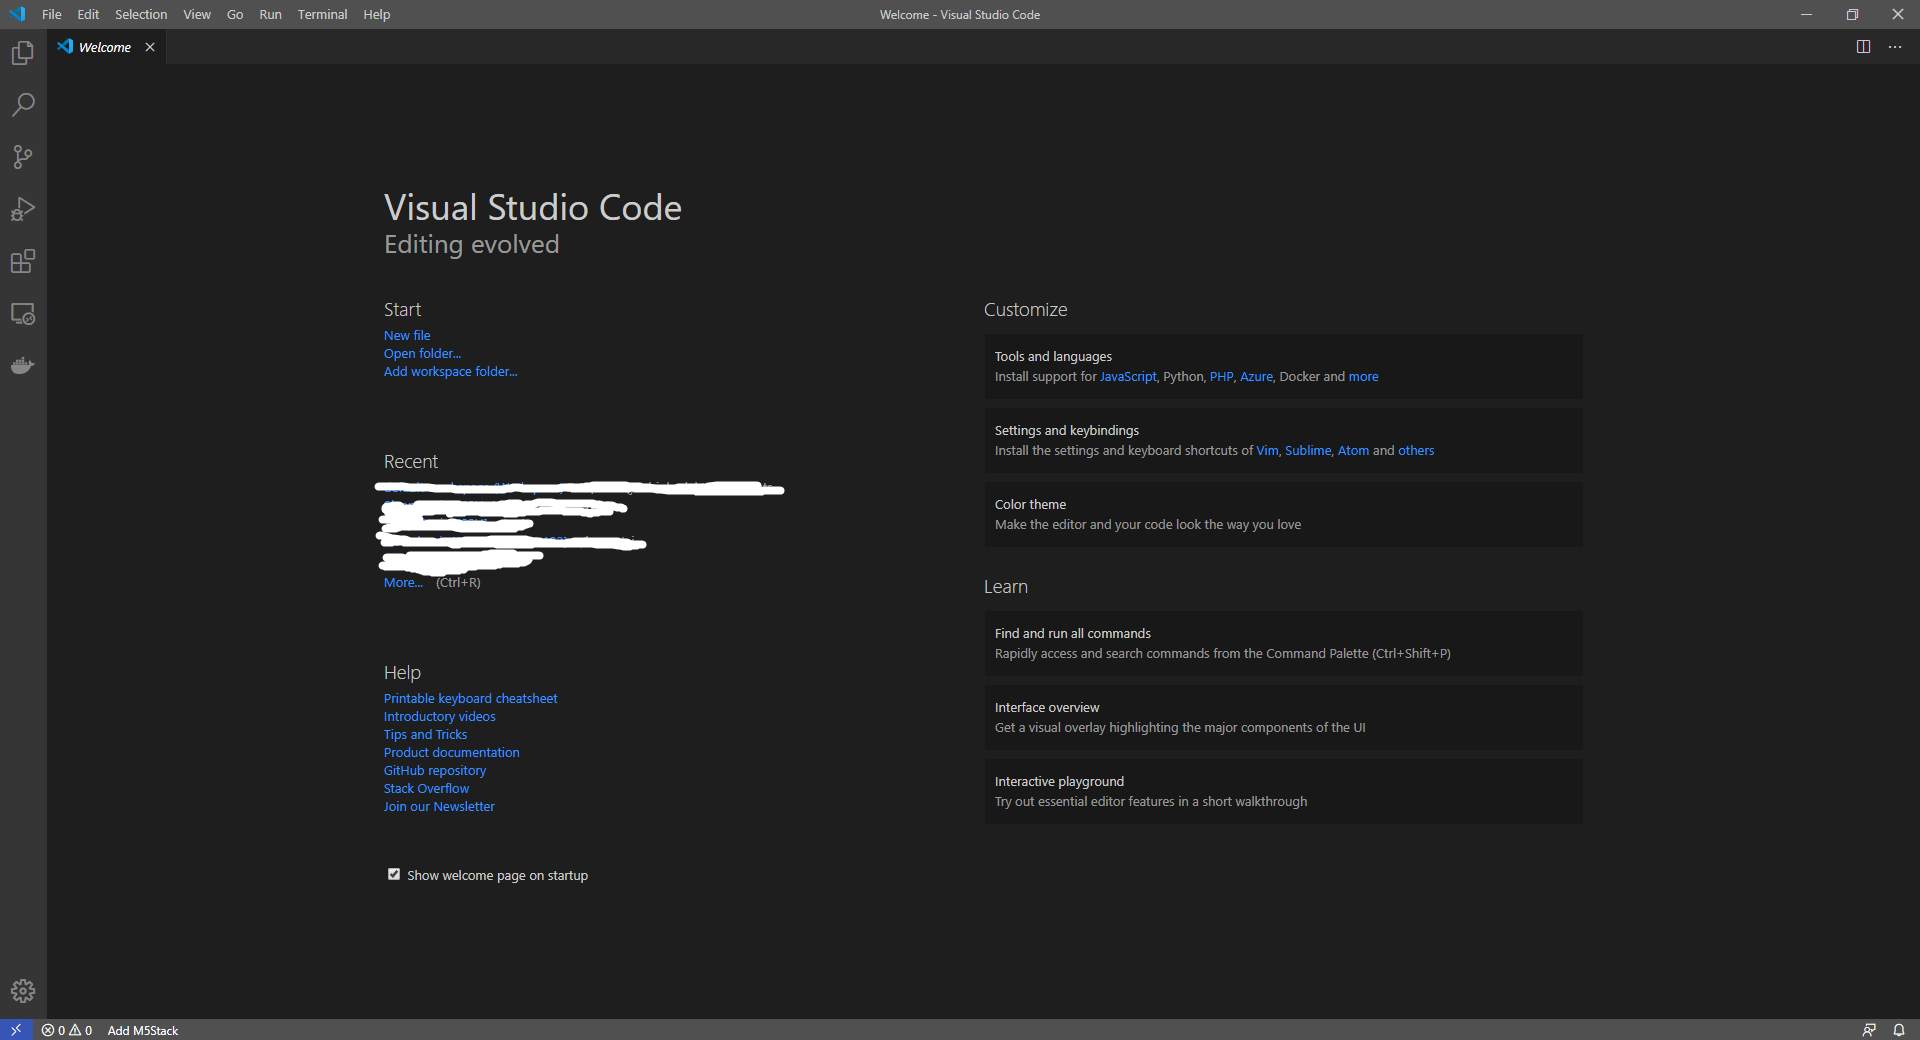 File Edit Selection View Go Run Terminal Help
Welcome - Visual Studio Code
Welcome
Visual Studio Code
Editing evolved
Start
New file
Open folder...
Add workspace folder...
Recent
More... (Ctrl+R)
Help
Printable keyboard cheatsheet
Introductory videos
Tips and Tricks
Product documentation
GitHub repository
Stack Overflow
Join our Newsletter
Show welcome page on startup
Customize
Tools and languages
Install support for JavaScript, Python, PHP, Azure, Docker and more
Settings and keybindings
Install the settings and keyboard shortcuts of Vim, Sublime, Atom and others
Color theme
Make the editor and your code look the way you love
Learn
Find and run all commands
Rapidly access and search commands from the Command Palette (Ctrl+Shift+P)
Interface overview
Get a visual overlay highlighting the major components of the UI
Interactive playground
Try out essential editor features in a short walkthrough
0 0 Add M5Stack